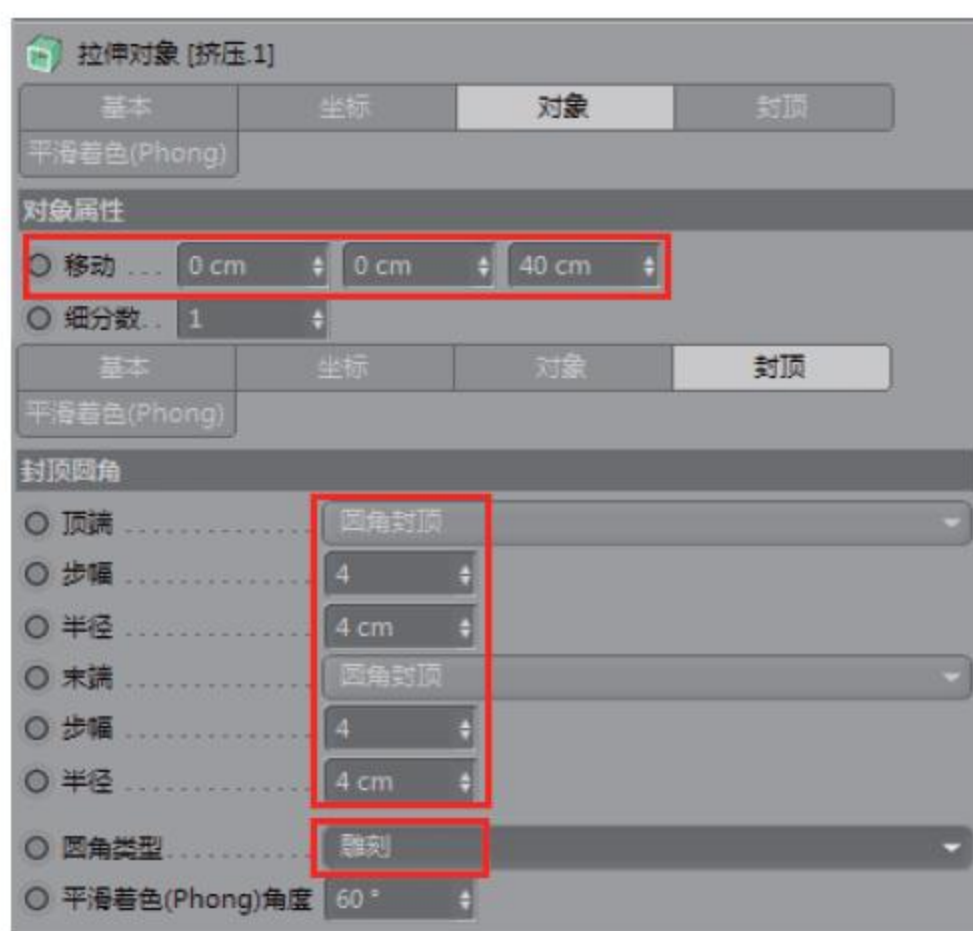 拉伸对象 [挤压.1]
基本 坐标 对象 封顶
平滑着色(Phong)
对象属性
移动 . . . 0 cm 0 cm 40 cm
细分数. . 1
基本 坐标 对象 封顶
平滑着色(Phong)
封顶圆角
顶端 . . . . . . . . . . . . . 圆角封顶
步幅 . . . . . . . . . . . . . 4
半径 . . . . . . . . . . . . . 4 cm
末端 . . . . . . . . . . . . . 圆角封顶
步幅 . . . . . . . . . . . . . 4
半径 . . . . . . . . . . . . . 4 cm
圆角类型. . . . . . . . . . 雕刻
平滑着色(Phong)角度 60 °